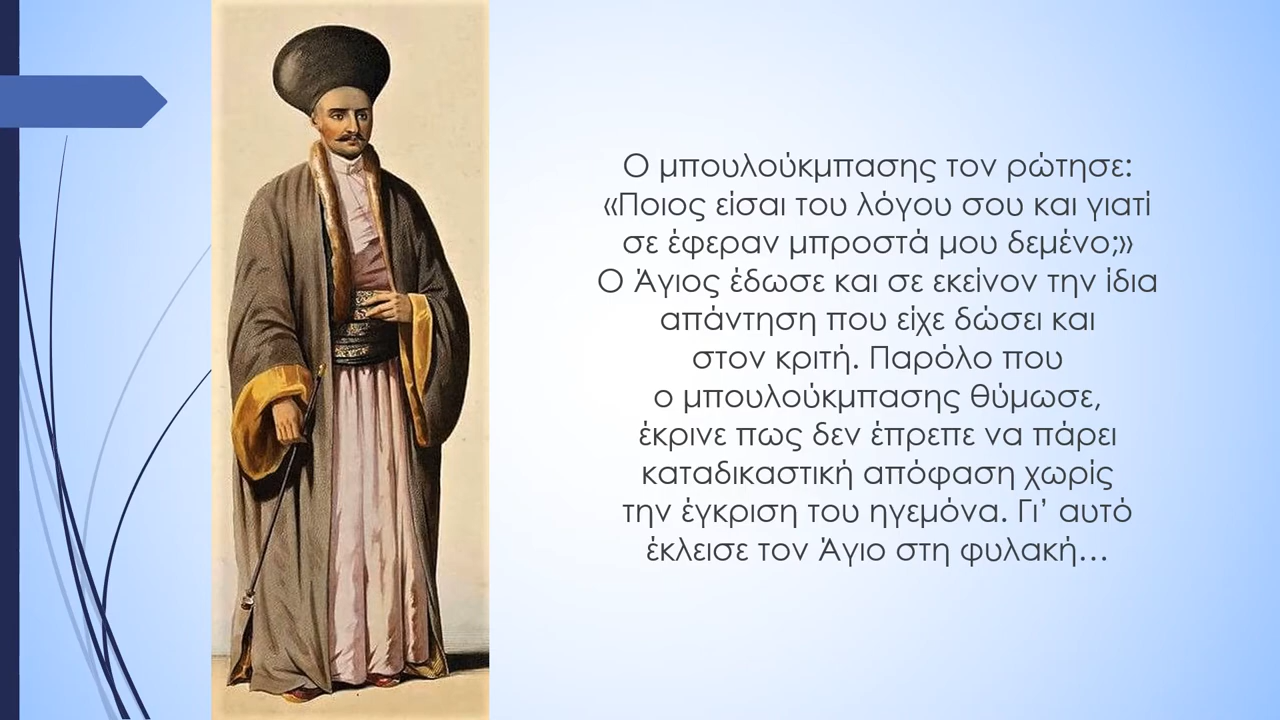 Ο μπουλούκμπασης τον ρώτησε:
«Ποιος είσαι του λόγου σου και γιατί
σε έφεραν μπροστά μου δεμένο;»
Ο Άγιος έδωσε και σε εκείνον την ίδια
απάντηση που είχε δώσει και
στον κριτή. Παρόλο που
ο μπουλούκμπασης θύμωσε,
έκρινε πως δεν έπρεπε να πάρει
καταδικαστική απόφαση χωρίς
την έγκριση του ηγεμόνα. Γι’ αυτό
έκλεισε τον Άγιο στη φυλακή…